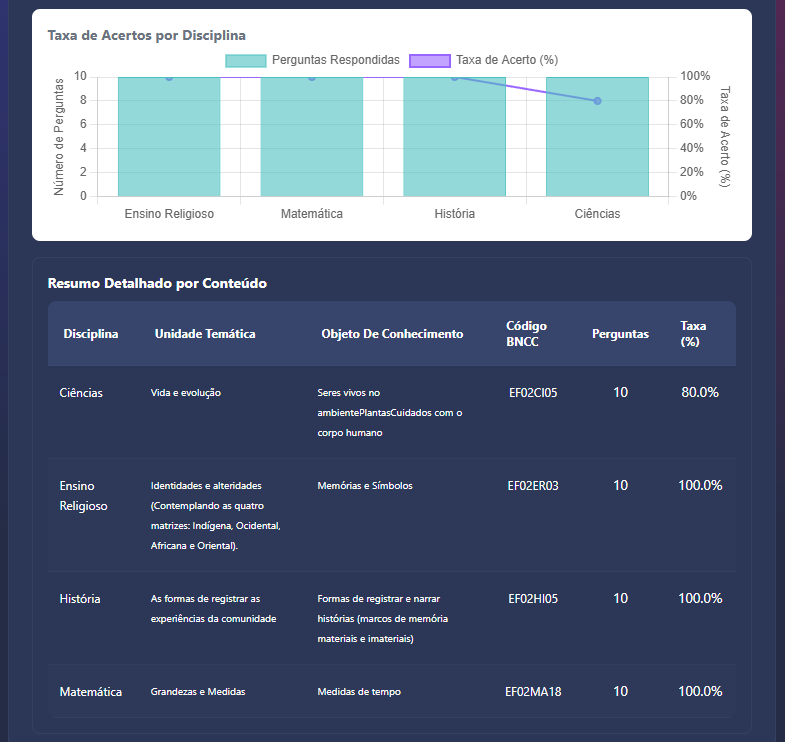 Taxa de Acertos por Disciplina
Perguntas Respondidas Taxa de Acerto (%)
Número de Perguntas
10
8
6
4
2
0
100%
80%
60%
40%
20%
0%
Taxa de Acerto (%)
Ensino Religioso Matemática História Ciências
Resumo Detalhado por Conteúdo
Disciplina Unidade Temática Objeto De Conhecimento Código BNCC Perguntas Taxa (%)
Ciências
Vida e evolução
Seres vivos no
ambientePlantasCuidados com o
corpo humano
EF02CI05
10
80.0%
Ensino
Religioso
Identidades e alteridades
(Contemplando as quatro
matrizes: Indígena, Ocidental,
Africana e Oriental).
Memórias e Símbolos
EF02ER03
10
100.0%
História
As formas de registrar as
experiências da comunidade
Formas de registrar e narrar
histórias (marcos de memória
materiais e imateriais)
EF02HI05
10
100.0%
Matemática
Grandezas e Medidas
Medidas de tempo
EF02MA18
10
100.0%